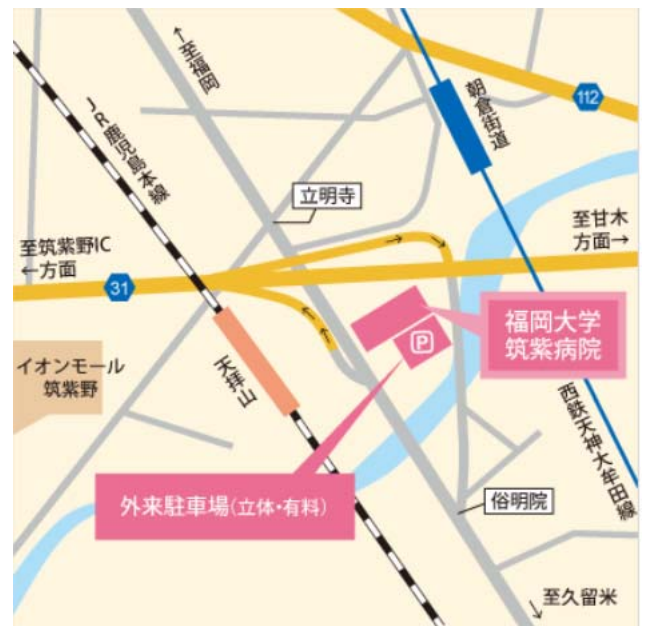 ↑至福岡
112
朝倉街道
JR鹿児島本線
立明寺
至筑紫野IC
←方面
至甘木
方面→
31
福岡大学
筑紫病院
P
イオンモール
筑紫野
天拝山
西鉄天神大牟田線
外来駐車場(立体・有料)
俗明院
至久留米